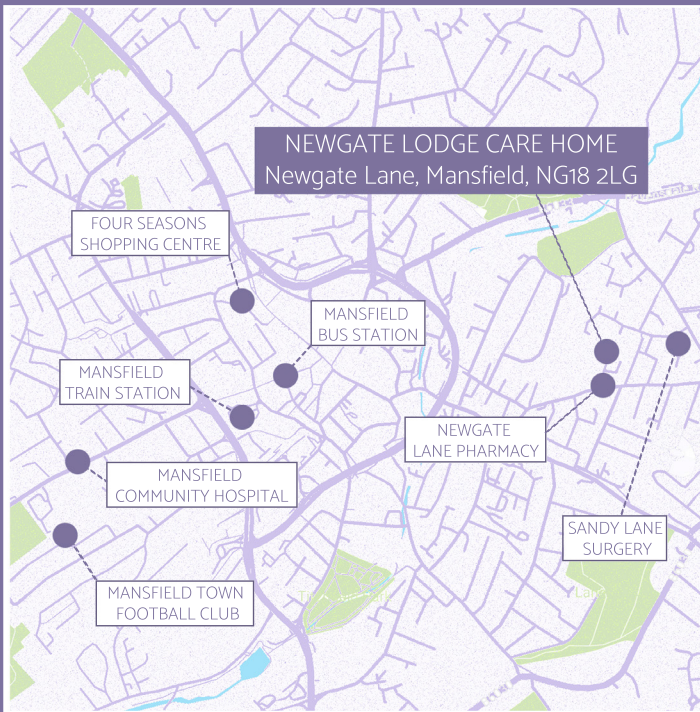 NEWGATE LODGE CARE HOME
Newgate Lane, Mansfield, NG18 2LG
FOUR SEASONS
SHOPPING CENTRE
MANSFIELD
BUS STATION
MANSFIELD
TRAIN STATION
NEWGATE
LANE PHARMACY
MANSFIELD
COMMUNITY HOSPITAL
SANDY LANE
SURGERY
MANSFIELD TOWN
FOOTBALL CLUB